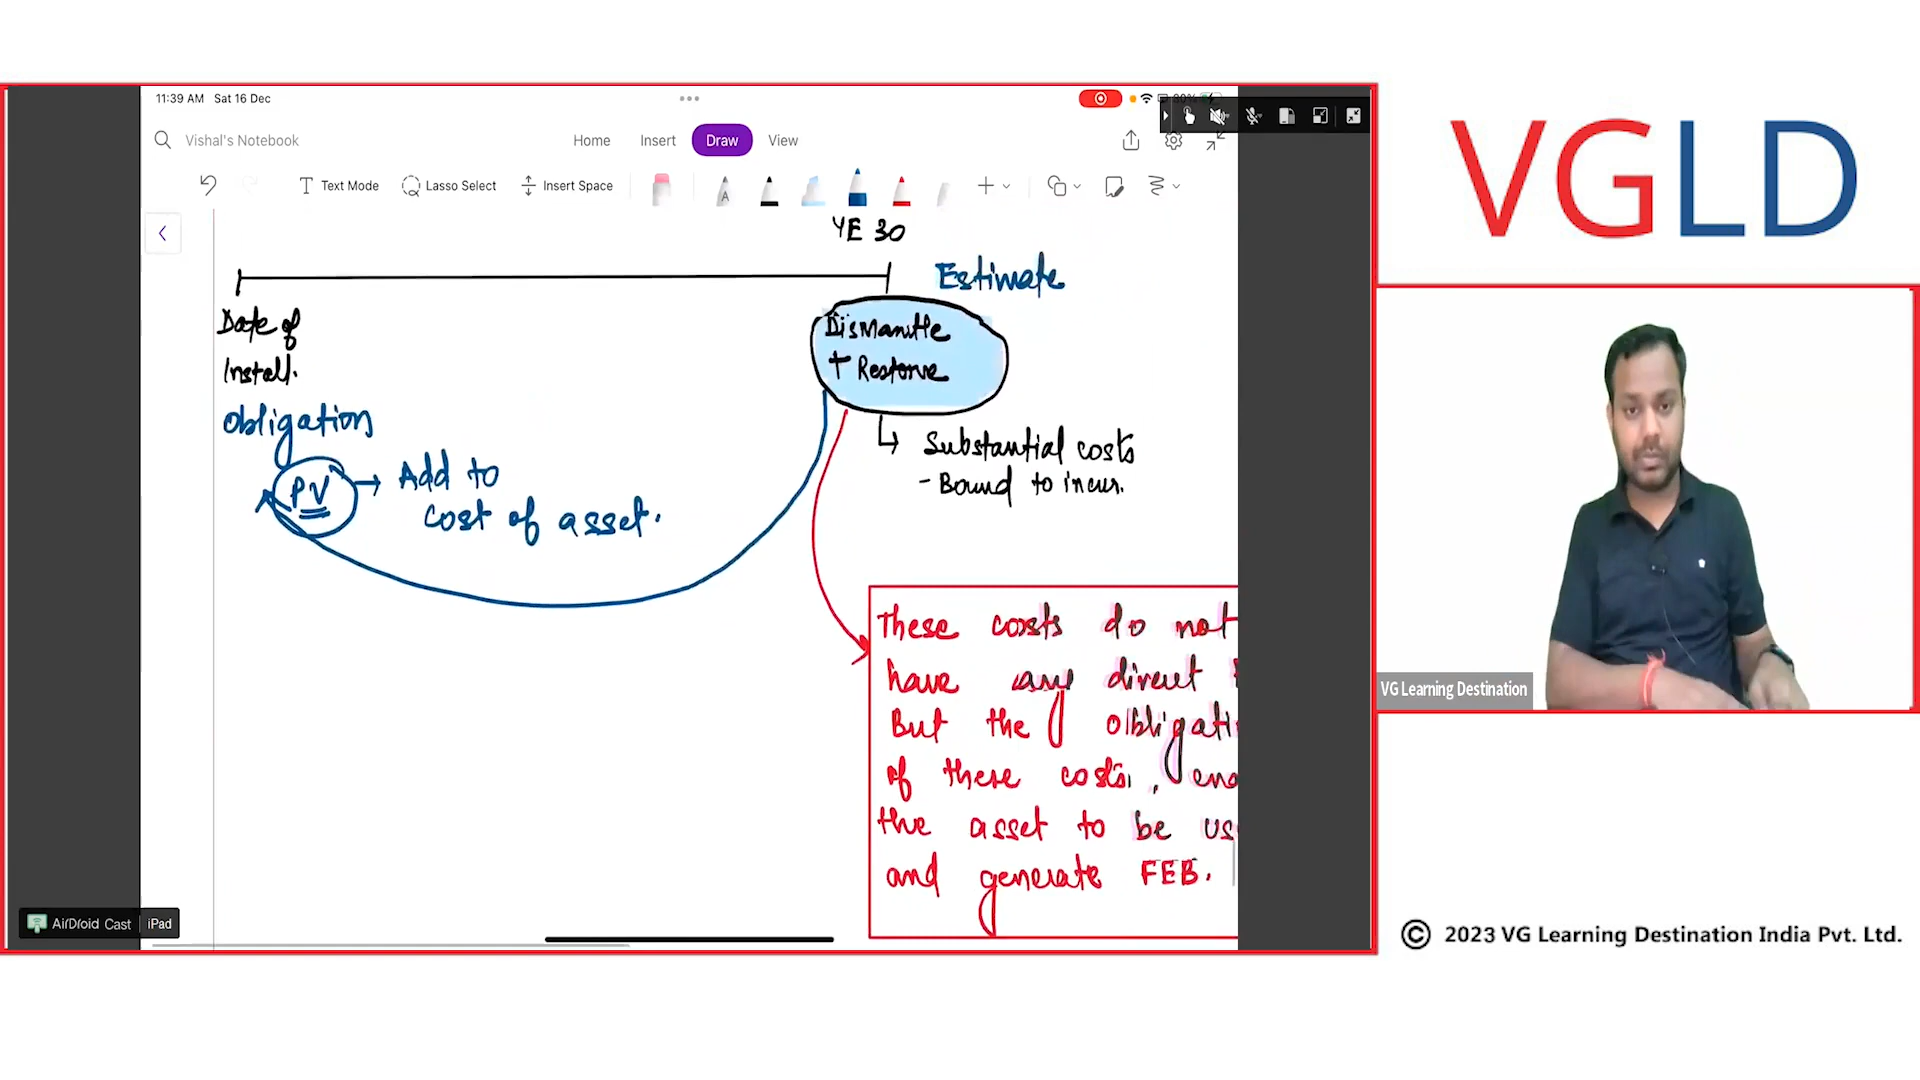 11:39 AM Sat 16 Dec
80%
Vishal's Notebook
Home Insert Draw View
Text Mode Lasso Select Insert Space
YE 30
Estimate
Date of
Install.
Dismantle
+ Restore
Obligation
PV → Add to
cost of asset.
↳ Substantial costs
- Bound to incur.
These costs do not
have any direct
But the obligati
of these costs, ena
the asset to be us
and generate FEB.
AirDroid Cast iPad
VGLD
VG Learning Destination
© 2023 VG Learning Destination India Pvt. Ltd.